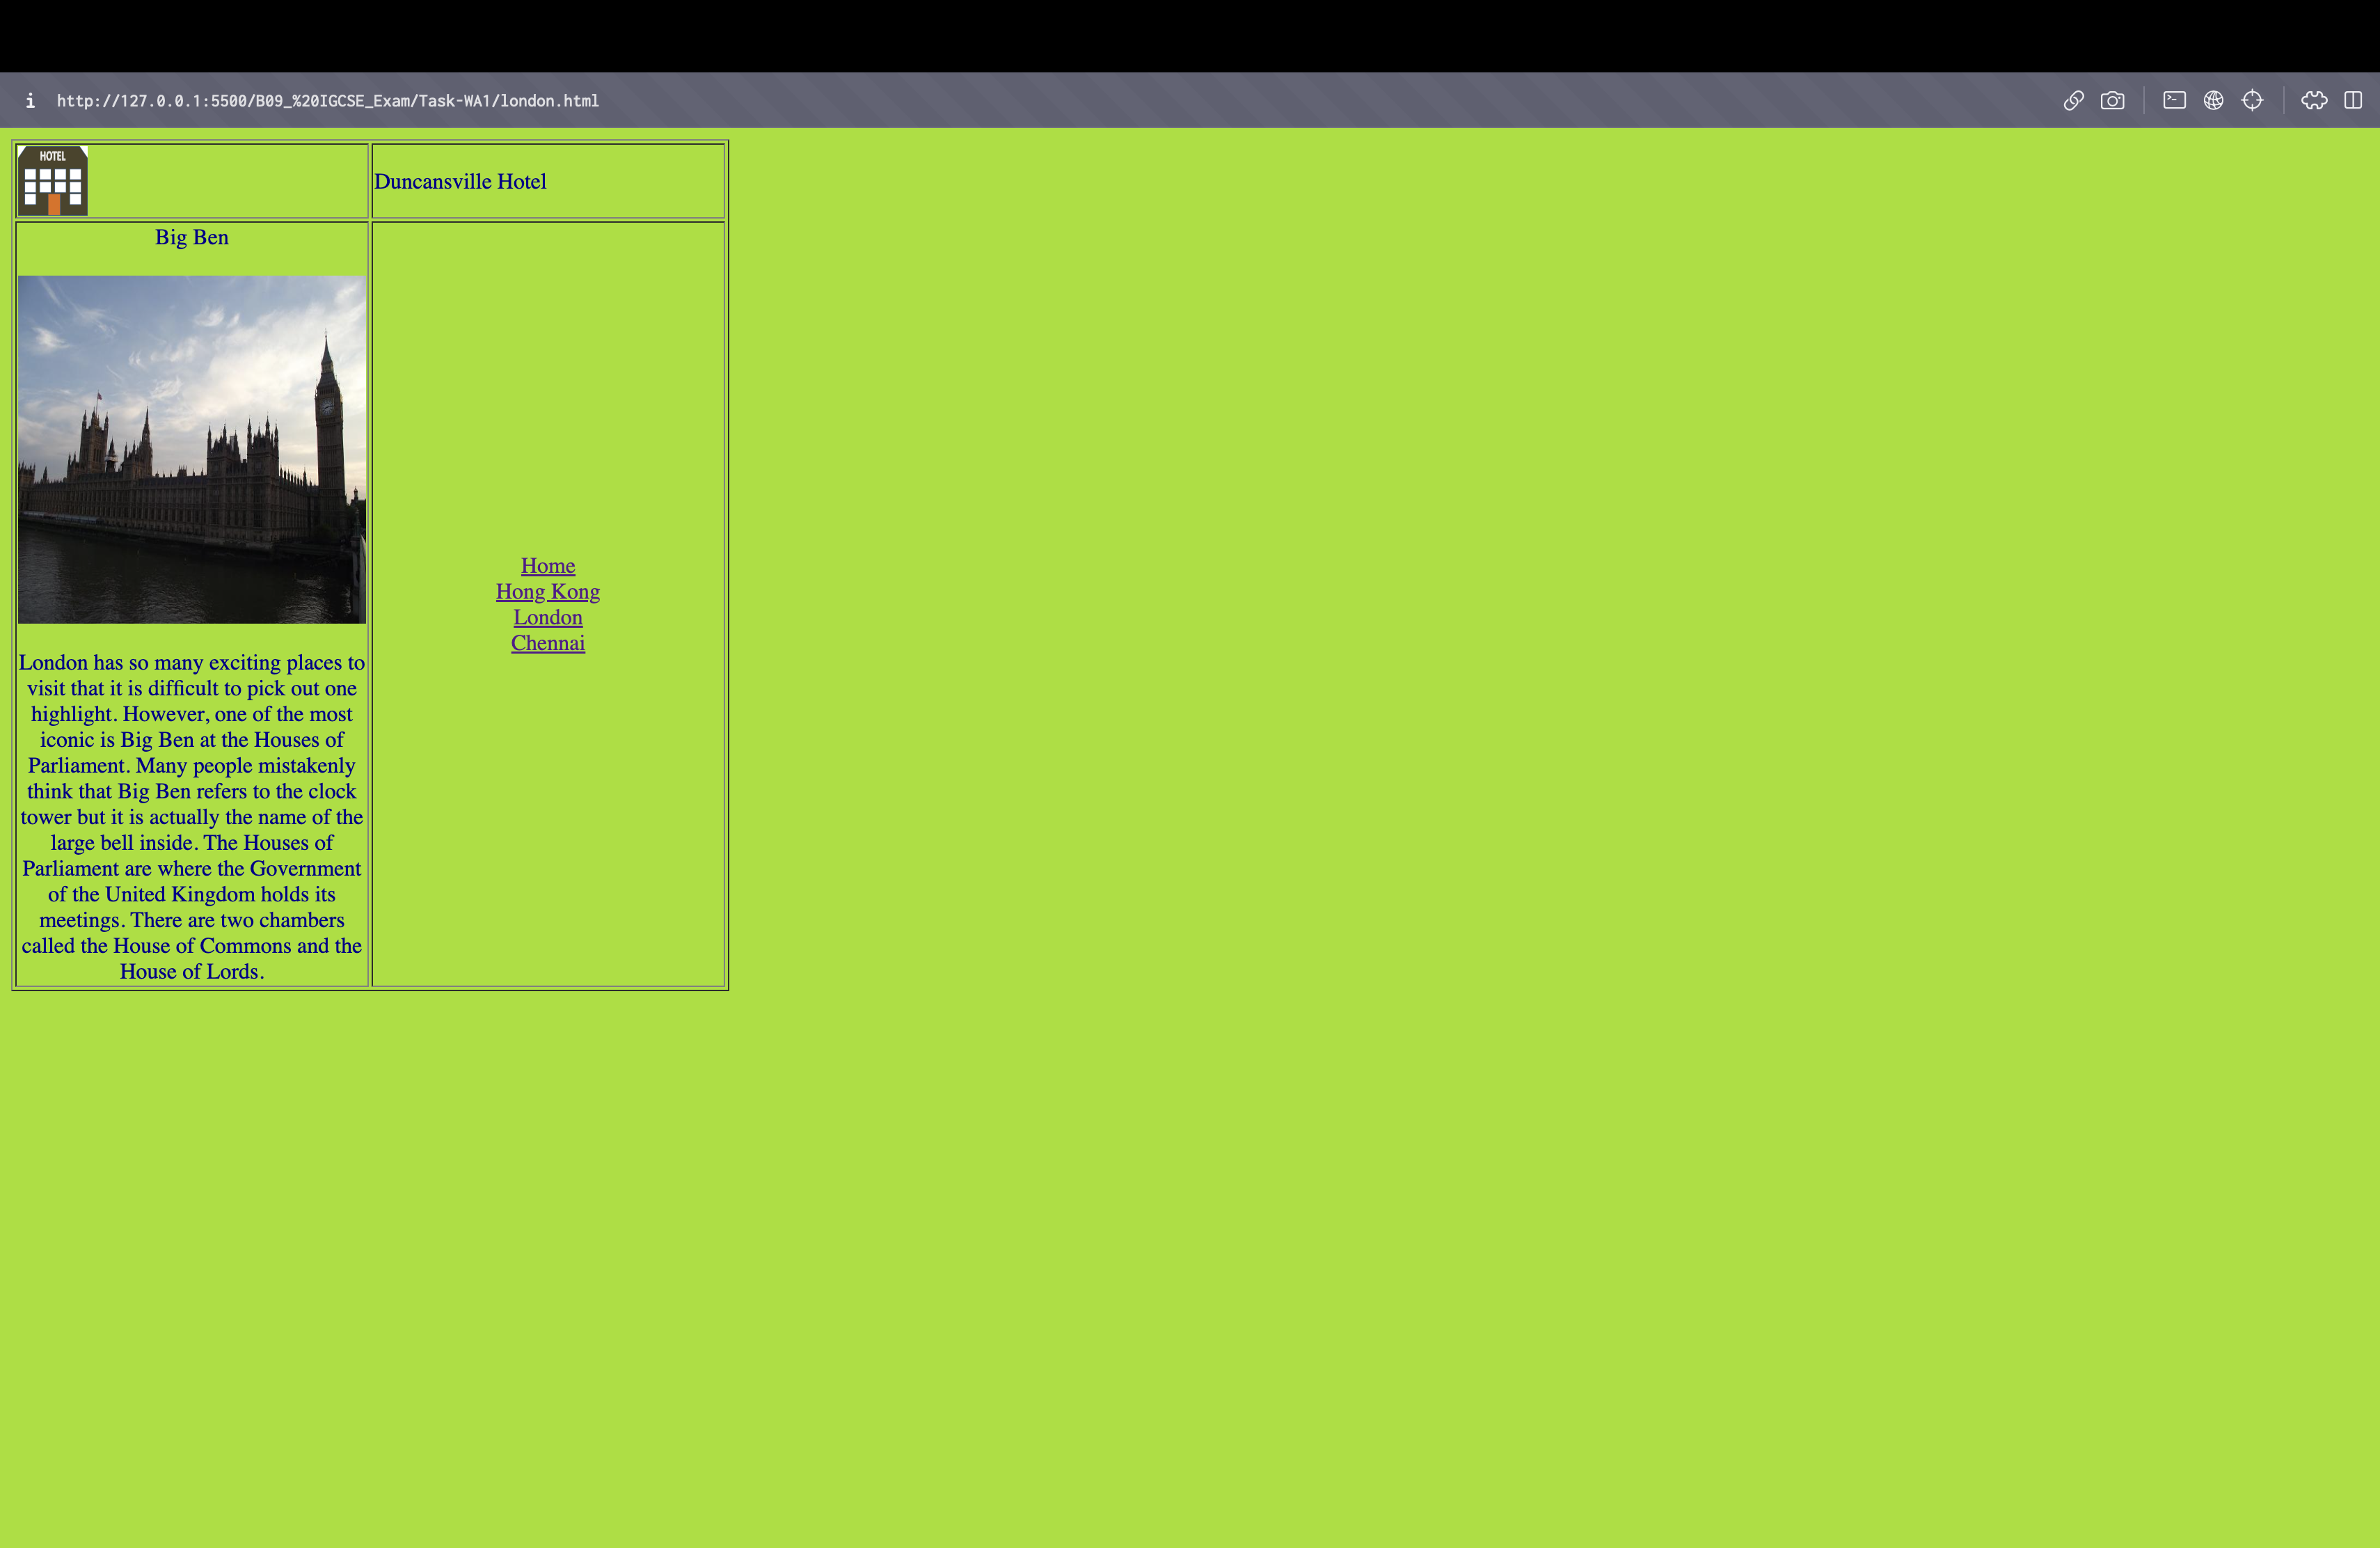 http://127.0.0.1:5500/B09_%20IGCSE_Exam/Task-WA1/london.html
HOTEL
Duncansville Hotel
Big Ben
Home
Hong Kong
London
Chennai
London has so many exciting places to
visit that it is difficult to pick out one
highlight. However, one of the most
iconic is Big Ben at the Houses of
Parliament. Many people mistakenly
think that Big Ben refers to the clock
tower but it is actually the name of the
large bell inside. The Houses of
Parliament are where the Government
of the United Kingdom holds its
meetings. There are two chambers
called the House of Commons and the
House of Lords.